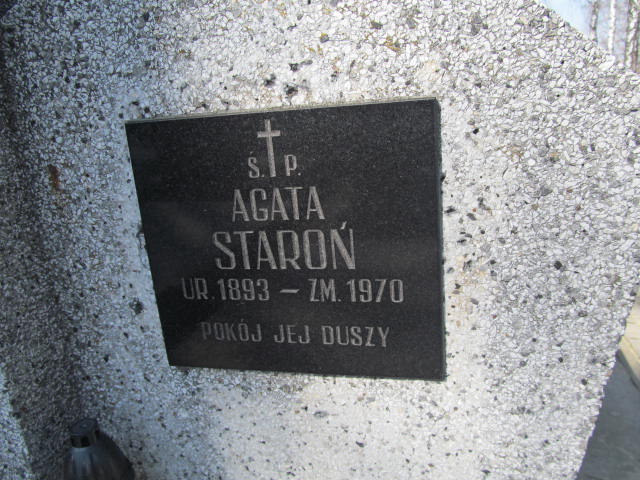 Ś. P.
AGATA
STAROŃ
UR. 1893 - ZM. 1970
POKÓJ JEJ DUSZY